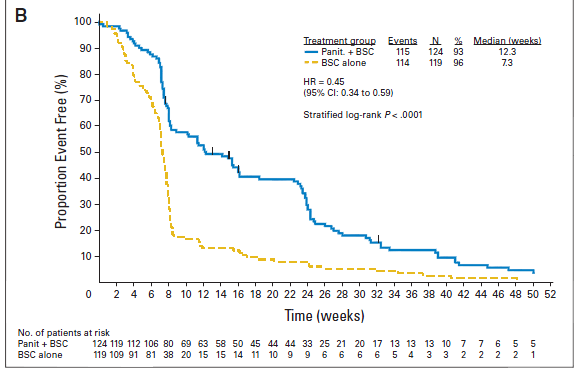 B
Treatment group Events N % Median (weeks)
Panit. + BSC 115 124 93 12.3
BSC alone 114 119 96 7.3
HR = 0.45
(95% CI: 0.34 to 0.59)
Stratified log-rank P < .0001
Proportion Event Free (%)
100
90
80
70
60
50
40
30
20
10
0 2 4 6 8 10 12 14 16 18 20 22 24 26 28 30 32 34 36 38 40 42 44 46 48 50 52
Time (weeks)
No. of patients at risk
Panit + BSC 124 119 112 106 80 69 63 58 50 45 44 44 33 25 21 20 17 13 13 13 10 7 7 6 5 5
BSC alone 119 109 91 81 38 20 15 15 14 11 10 9 9 6 6 6 6 5 4 3 3 2 2 2 2 1